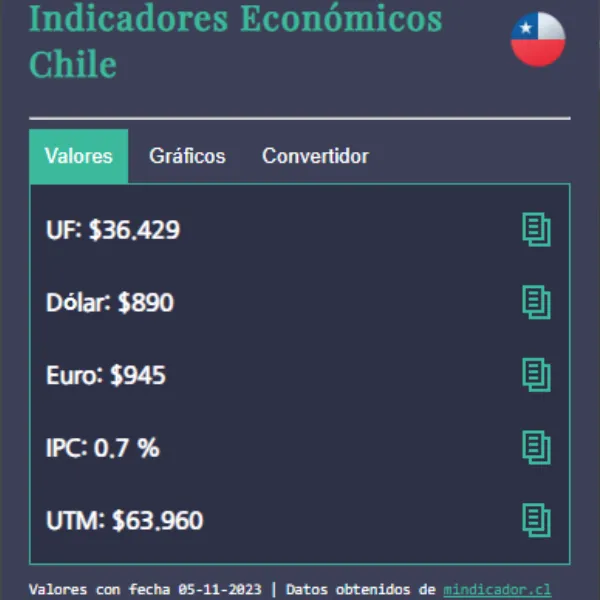 Indicadores Económicos
Chile
Valores Gráficos Convertidor
UF: $36.429
Dólar: $890
Euro: $945
IPC: 0.7 %
UTM: $63.960
Valores con fecha 05-11-2023 | Datos obtenidos de mindicador.cl